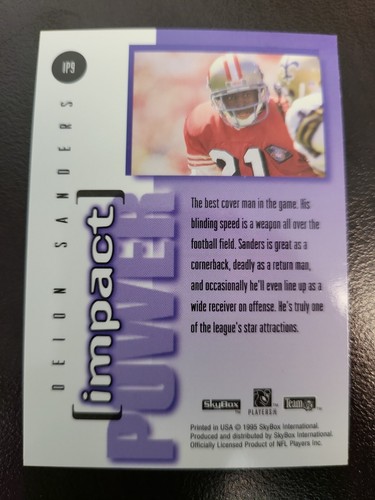 IP9
DEION SANDERS
[impact]
POWER
21
The best cover man in the game. His
blinding speed is a weapon all over the
football field. Sanders is great as a
cornerback, deadly as a return man,
and occasionally he'll even line up as a
wide receiver on offense. He's truly one
of the league's star attractions.
SkyBox
PLAYERS
Team NFL
Printed in USA © 1995 SkyBox International.
Produced and distributed by SkyBox International.
Officially Licensed Product of NFL Players Inc.